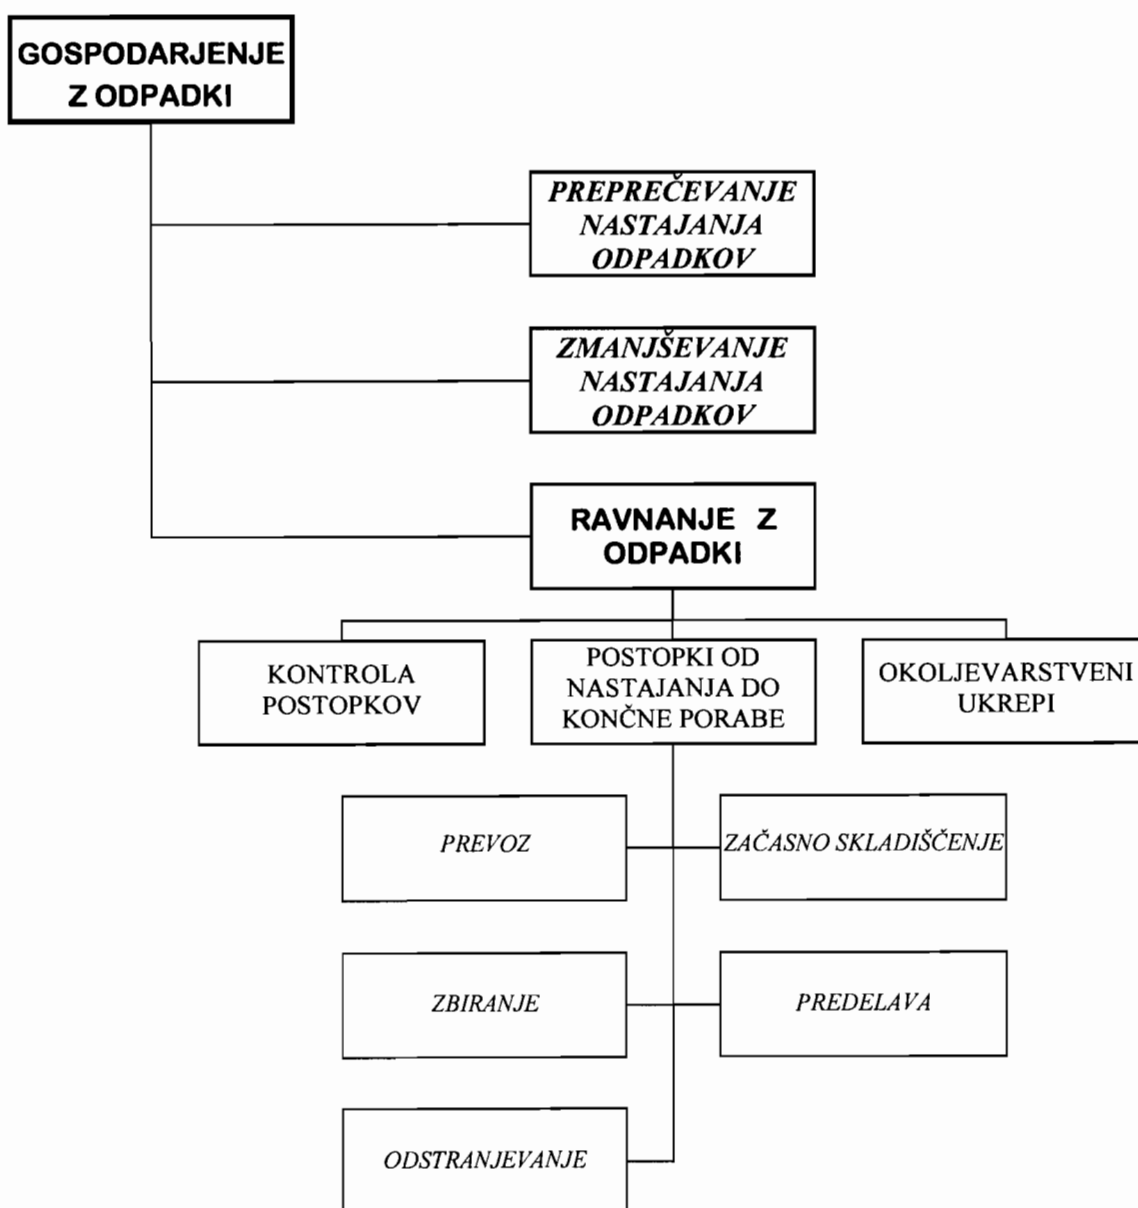 GOSPODARJENJE
Z ODPADKI
PREPREČEVANJE
NASTAJANJA
ODPADKOV
ZMANJŠEVANJE
NASTAJANJA
ODPADKOV
RAVNANJE Z
ODPADKI
KONTROLA
POSTOPKOV
POSTOPKI OD
NASTAJANJA DO
KONČNE PORABE
OKOLJEVARSTVENI
UKREPI
PREVOZ
ZAČASNO SKLADIŠČENJE
ZBIRANJE
PREDELAVA
ODSTRANJEVANJE